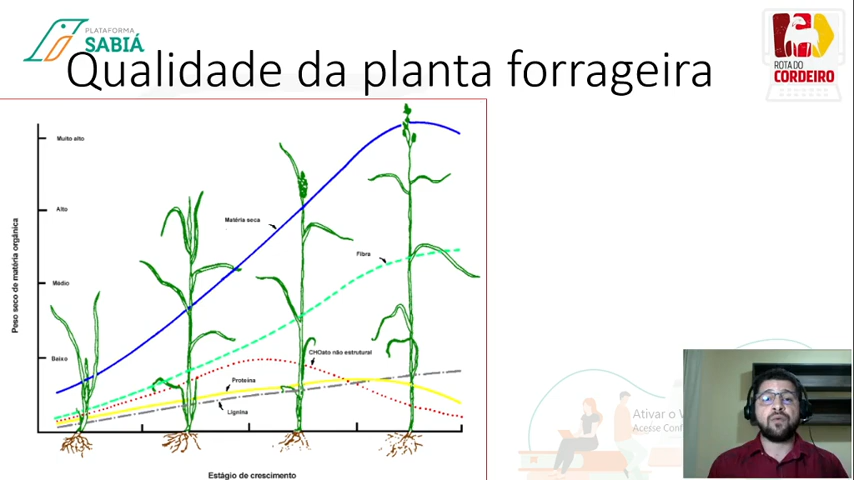 PLATAFORMA
SABIÁ
Qualidade da planta forrageira
ROTA DO
CORDEIRO
Muito alto
Alto
Matéria seca
Fibra
Médio
Peso seco de matéria orgânica
CHOato não estrutural
Baixo
Proteína
Lignina
Estágio de crescimento
Ativar o
Acesse Conf